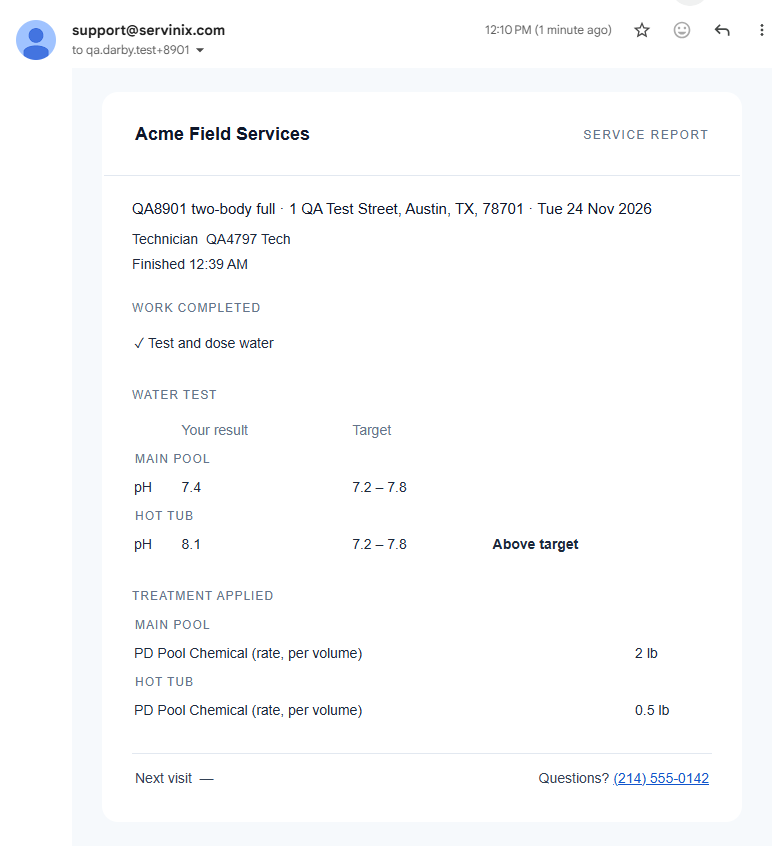 support@servinix.com
12:10 PM (1 minute ago)
to qa.darby.test+8901
Acme Field Services
SERVICE REPORT
QA8901 two-body full · 1 QA Test Street, Austin, TX, 78701 · Tue 24 Nov 2026
Technician QA4797 Tech
Finished 12:39 AM
WORK COMPLETED
✓ Test and dose water
WATER TEST
Your result Target
MAIN POOL
pH 7.4 7.2 – 7.8
HOT TUB
pH 8.1 7.2 – 7.8 Above target
TREATMENT APPLIED
MAIN POOL
PD Pool Chemical (rate, per volume) 2 lb
HOT TUB
PD Pool Chemical (rate, per volume) 0.5 lb
Next visit —
Questions? (214) 555-0142